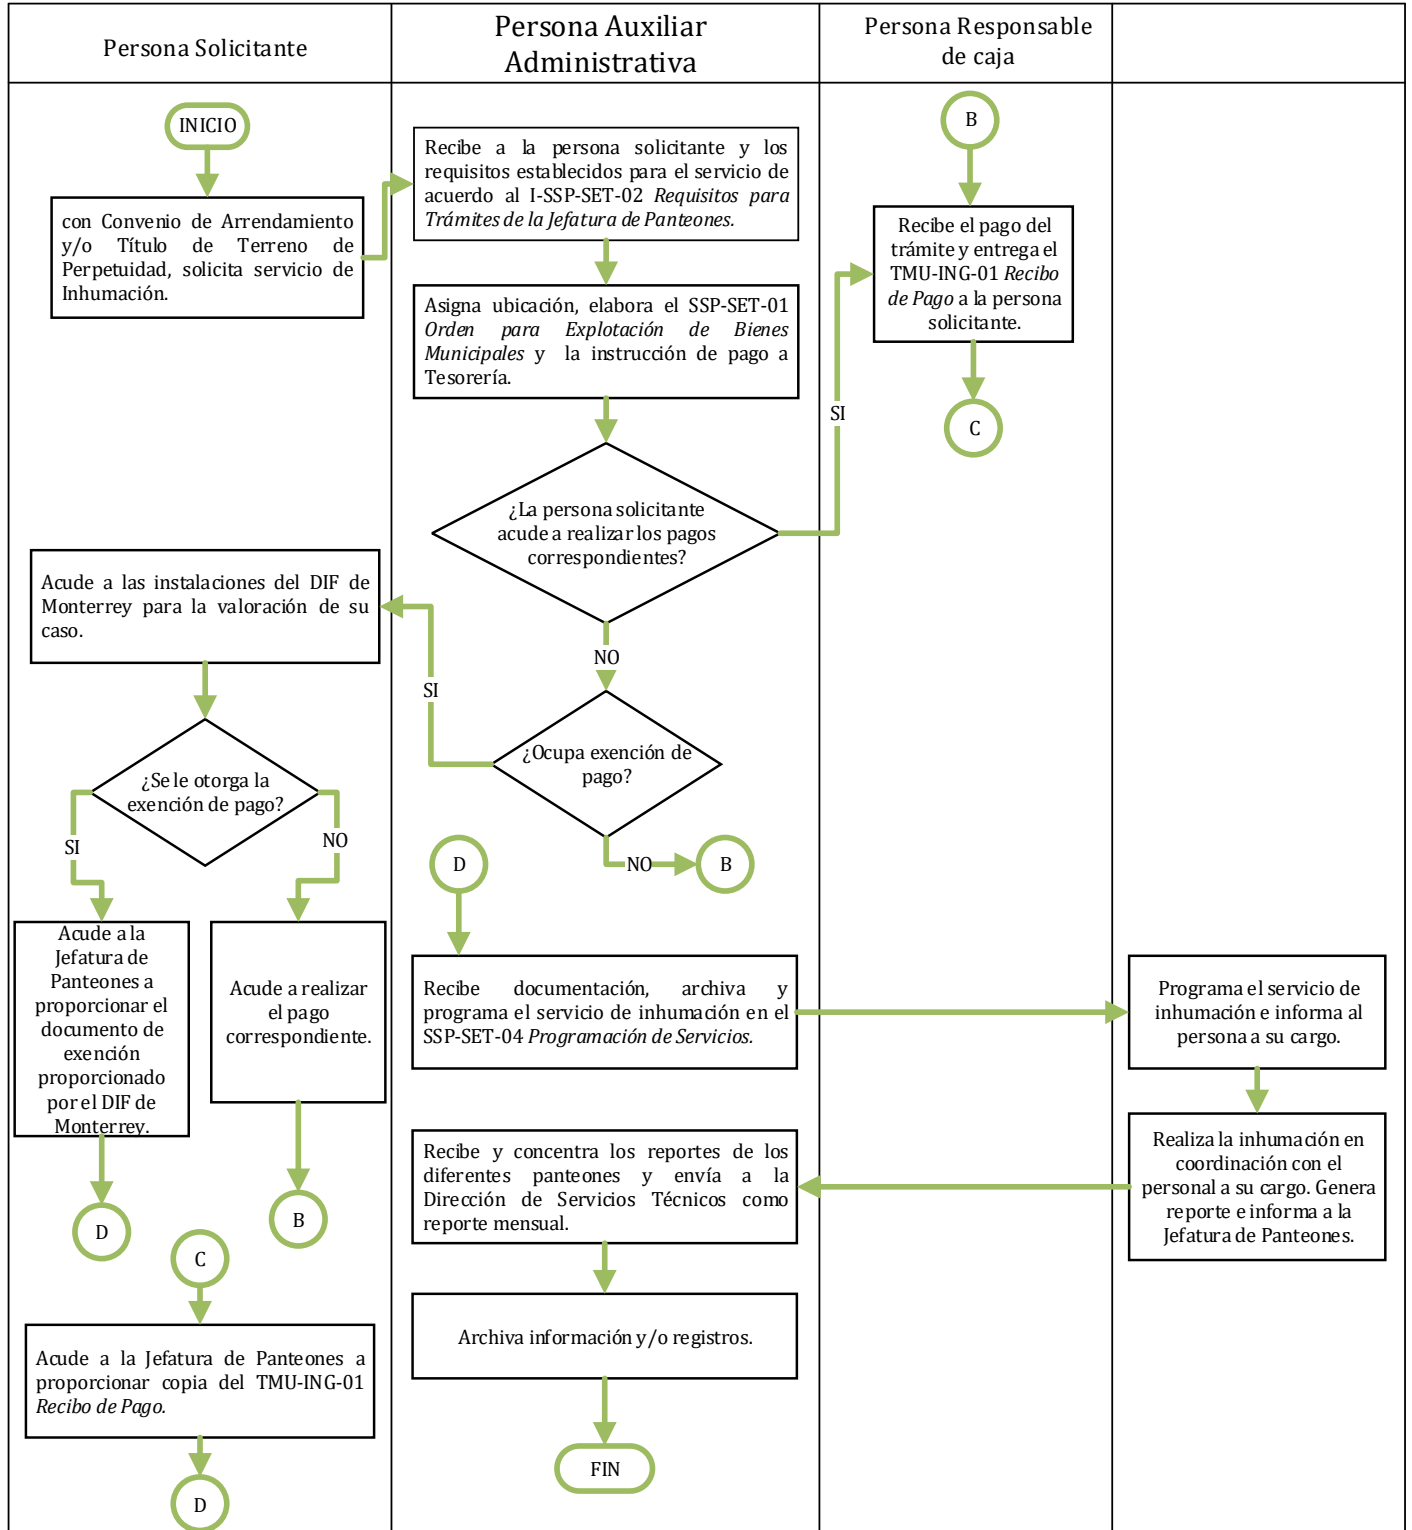 Persona Solicitante
Persona Auxiliar
Administrativa
Persona Responsable
de caja
INICIO
con Convenio de Arrendamiento
y/o Título de Terreno de
Perpetuidad, solicita servicio de
Inhumación.
Recibe a la persona solicitante y los
requisitos establecidos para el servicio de
acuerdo al I-SSP-SET-02 Requisitos para
Trámites de la Jefatura de Panteones.
Asigna ubicación, elabora el SSP-SET-01
Orden para Explotación de Bienes
Municipales y la instrucción de pago a
Tesorería.
¿La persona solicitante
acude a realizar los pagos
correspondientes?
SI
B
Recibe el pago del
trámite y entrega el
TMU-ING-01 Recibo
de Pago a la persona
solicitante.
C
NO
¿Ocupa exención de
pago?
SI
NO
B
Acude a las instalaciones del DIF de
Monterrey para la valoración de su
caso.
¿Se le otorga la
exención de pago?
SI
NO
Acude a la
Jefatura de
Panteones a
proporcionar el
documento de
exención
proporcionado
por el DIF de
Monterrey.
D
Acude a realizar
el pago
correspondiente.
B
C
Acude a la Jefatura de Panteones a
proporcionar copia del TMU-ING-01
Recibo de Pago.
D
D
Recibe documentación, archiva y
programa el servicio de inhumación en el
SSP-SET-04 Programación de Servicios.
Programa el servicio de
inhumación e informa al
persona a su cargo.
Realiza la inhumación en
coordinación con el
personal a su cargo. Genera
reporte e informa a la
Jefatura de Panteones.
Recibe y concentra los reportes de los
diferentes panteones y envía a la
Dirección de Servicios Técnicos como
reporte mensual.
Archiva información y/o registros.
FIN